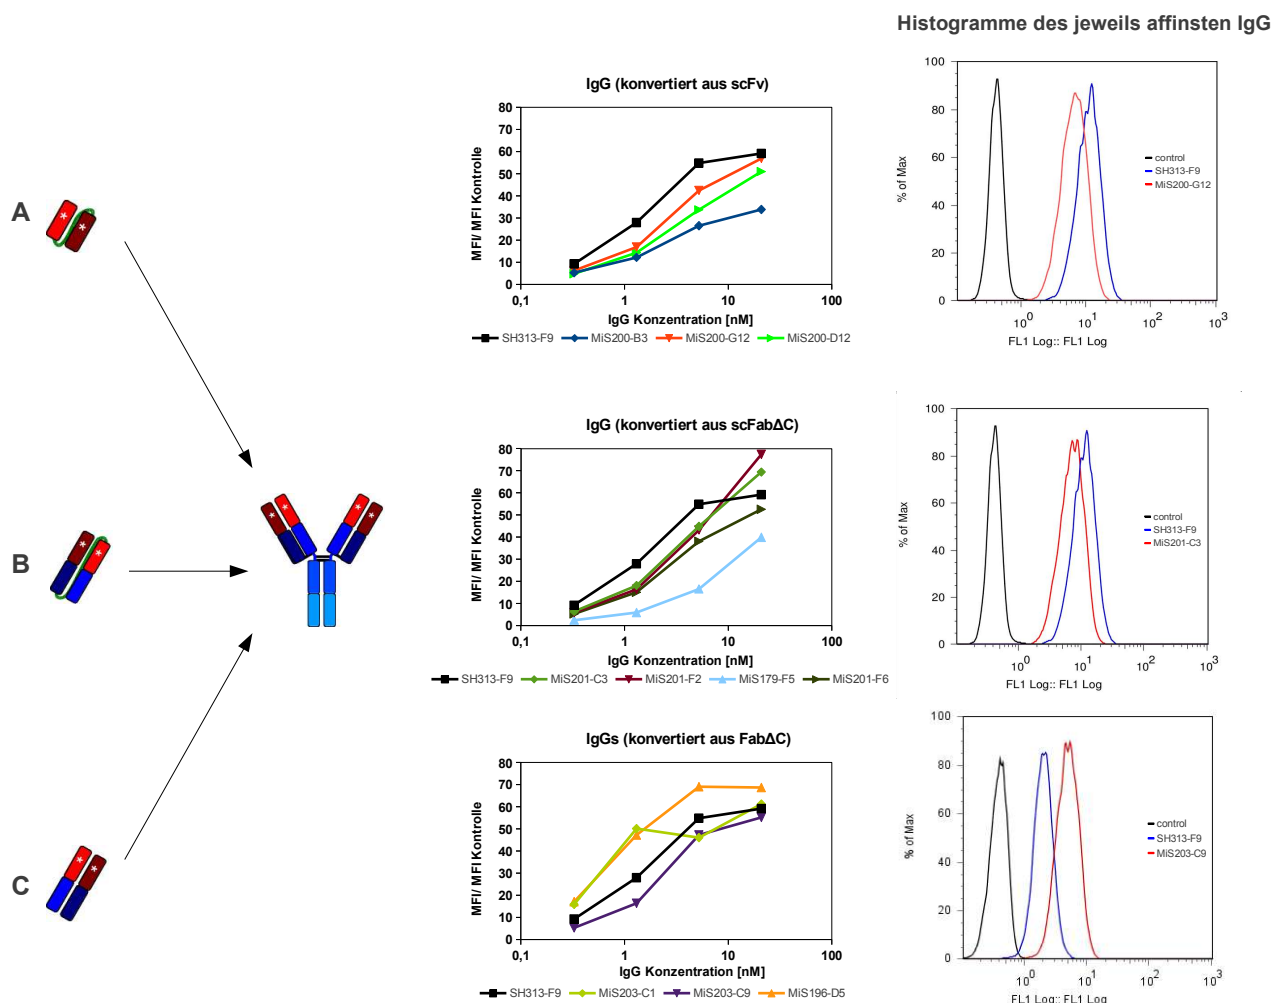 Histogramme des jeweils affinsten IgG
A
IgG (konvertiert aus scFv)
MFI/ MFI Kontrolle
80
70
60
50
40
30
20
10
0
0,1
1
10
100
IgG Konzentration [nM]
SH313-F9 MiS200-B3 MiS200-G12 MiS200-D12
% of Max
100
80
60
40
20
0
10^0 10^1 10^2 10^3
FL1 Log:: FL1 Log
control
SH313-F9
MiS200-G12
B
IgG (konvertiert aus scFabΔC)
MFI/ MFI Kontrolle
80
70
60
50
40
30
20
10
0
0,1
1
10
100
IgG Konzentration [nM]
SH313-F9 MiS201-C3 MiS201-F2 MiS179-F5 MiS201-F6
% of Max
100
80
60
40
20
0
10^0 10^1 10^2 10^3
FL1 Log:: FL1 Log
control
SH313-F9
MiS201-C3
C
IgGs (konvertiert aus FabΔC)
MFI/ MFI Kontrolle
80
70
60
50
40
30
20
10
0
0,1
1
10
100
IgG Konzentration [nM]
SH313-F9 MiS203-C1 MiS203-C9 MiS196-D5
% of Max
100
80
60
40
20
0
10^0 10^1 10^2 10^3
FL1 Log:: FL1 Log
control
SH313-F9
MiS203-C9